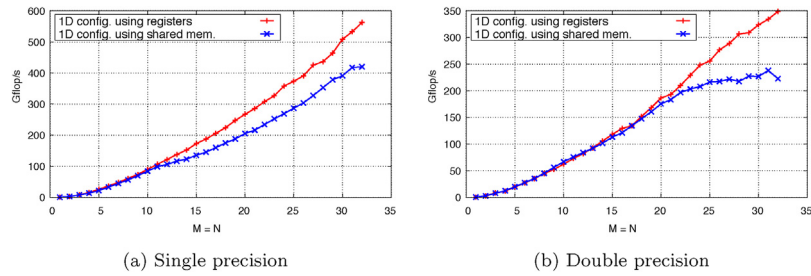 600
500
400
300
200
100
0
Gflop/s
1D config. using registers
1D config. using shared mem.
0 5 10 15 20 25 30 35
M = N
(a) Single precision
350
300
250
200
150
100
50
0
Gflop/s
1D config. using registers
1D config. using shared mem.
0 5 10 15 20 25 30 35
M = N
(b) Double precision